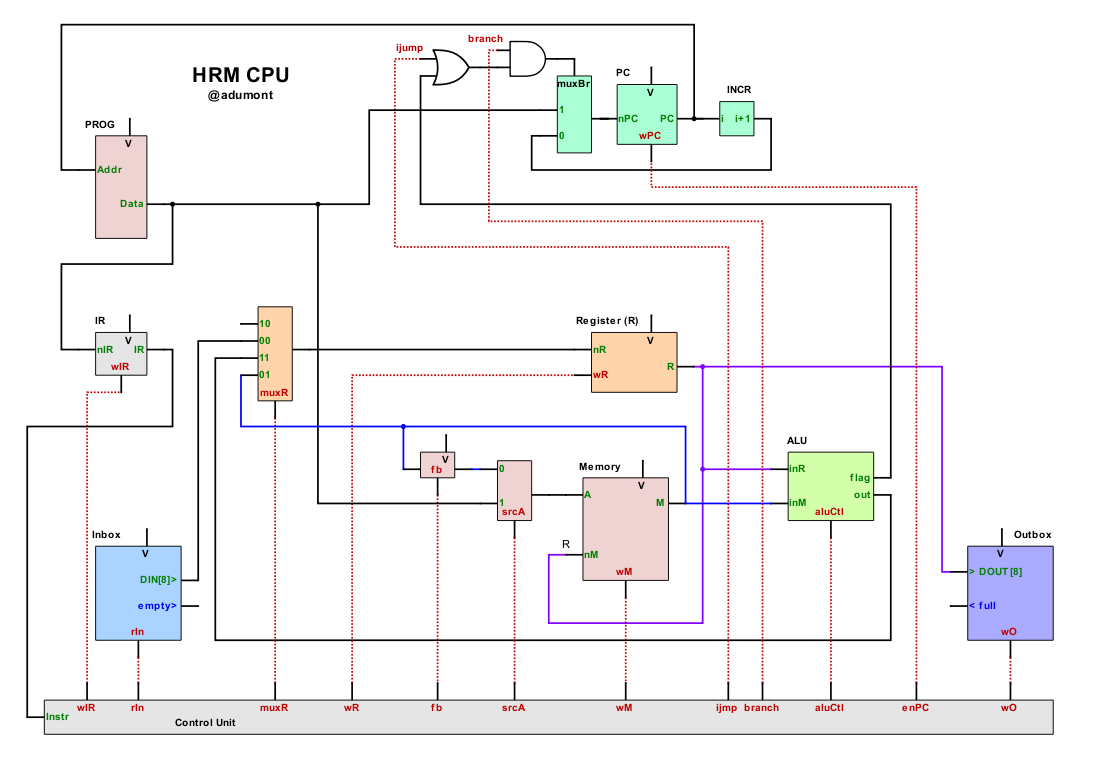 ijump
branch
HRM CPU
@adumont
muxBr
1
0
PC
V
nPC
PC
wPC
INCR
i
i+1
PROG
V
Addr
Data
IR
V
nIR
IR
wIR
10
00
11
01
muxR
Register (R)
V
nR
R
wR
V
fb
0
1
srcA
Memory
V
A
M
R
nM
wM
ALU
inR
flag
out
inM
aluCtl
Inbox
V
DIN[8]>
empty>
rIn
Outbox
V
> DOUT[8]
< full
wO
Instr
wIR
rIn
muxR
wR
fb
srcA
wM
ijmp
branch
aluCtl
enPC
wO
Control Unit